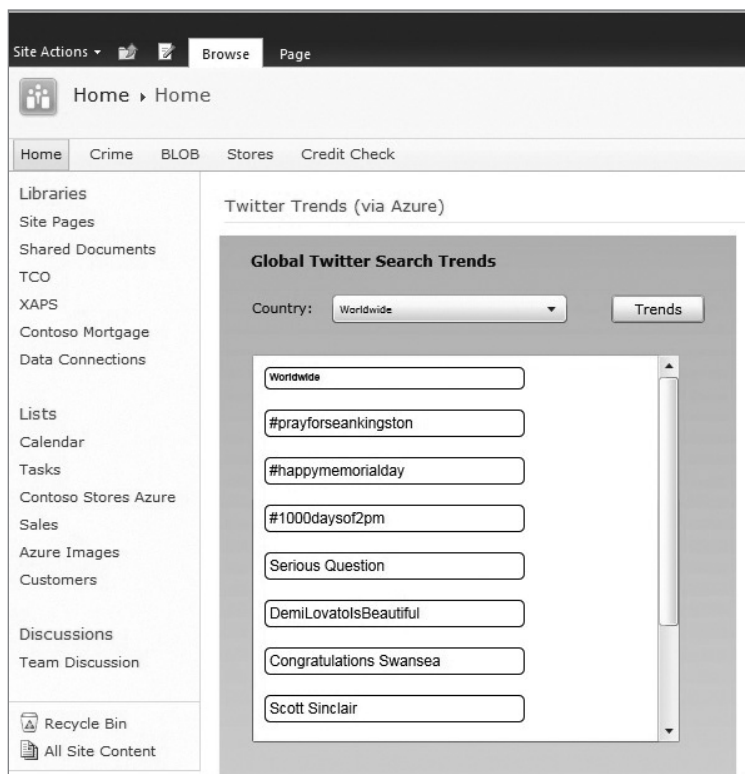 Site Actions
Browse
Page
Home ▸ Home
Home Crime BLOB Stores Credit Check
Libraries
Site Pages
Shared Documents
TCO
XAPS
Contoso Mortgage
Data Connections
Lists
Calendar
Tasks
Contoso Stores Azure
Sales
Azure Images
Customers
Discussions
Team Discussion
Recycle Bin
All Site Content
Twitter Trends (via Azure)
Global Twitter Search Trends
Country: Worldwide Trends
Worldwide
#prayforseankingston
#happymemorialday
#1000daysof2pm
Serious Question
DemiLovatoIsBeautiful
Congratulations Swansea
Scott Sinclair